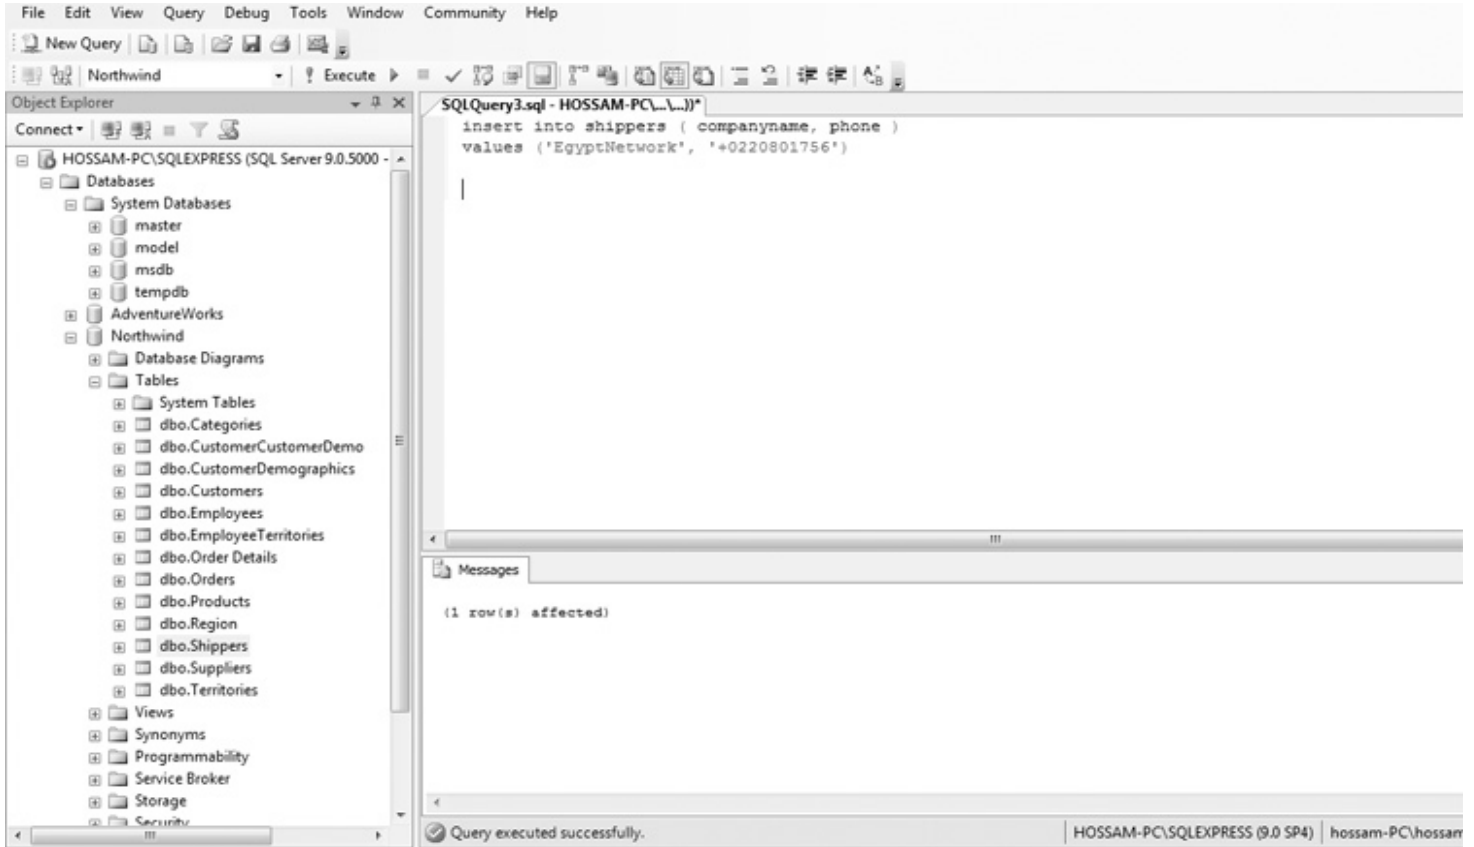 File Edit View Query Debug Tools Window Community Help
New Query
Northwind Execute
Object Explorer
Connect
HOSSAM-PC\SQLEXPRESS (SQL Server 9.0.5000 -
Databases
System Databases
master
model
msdb
tempdb
AdventureWorks
Northwind
Database Diagrams
Tables
System Tables
dbo.Categories
dbo.CustomerCustomerDemo
dbo.CustomerDemographics
dbo.Customers
dbo.Employees
dbo.EmployeeTerritories
dbo.Order Details
dbo.Orders
dbo.Products
dbo.Region
dbo.Shippers
dbo.Suppliers
dbo.Territories
Views
Synonyms
Programmability
Service Broker
Storage
Security
SQLQuery3.sql - HOSSAM-PC\...\...))*
insert into shippers ( companyname, phone )
values ('EgyptNetwork', '+0220801756')
Messages
(1 row(s) affected)
Query executed successfully.
HOSSAM-PC\SQLEXPRESS (9.0 SP4) hossam-PC\hossam